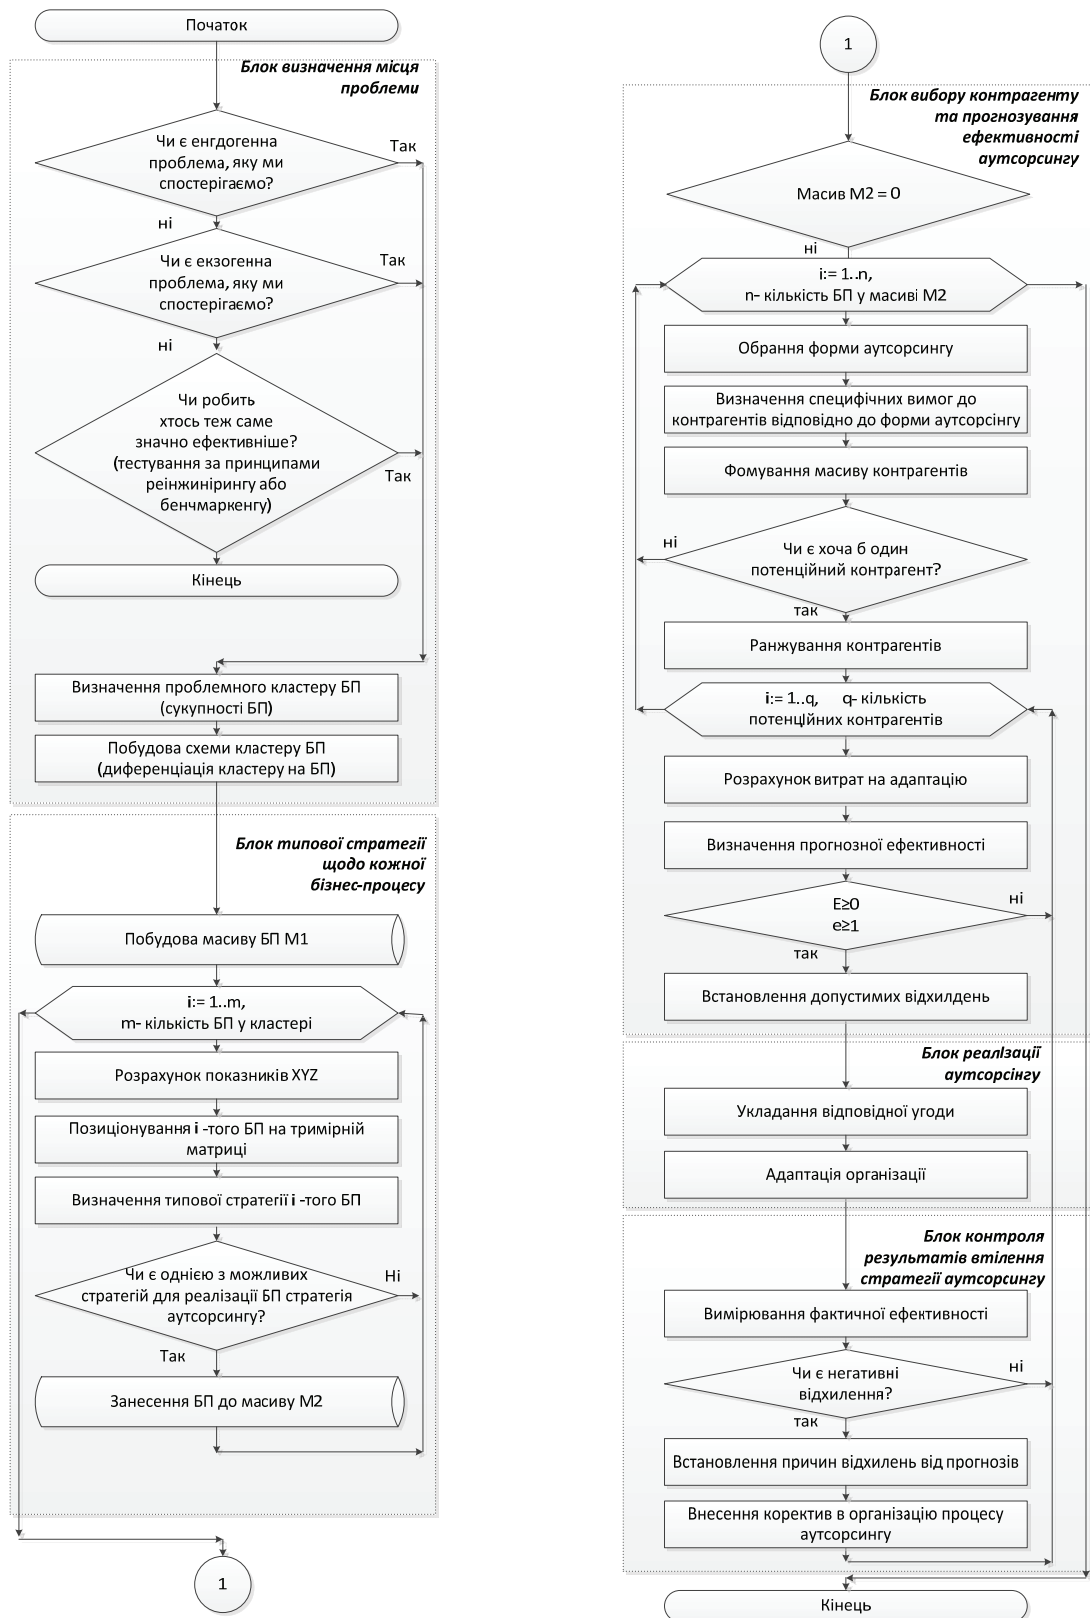 Початок
Блок визначення місця
проблеми
Чи є енгдогенна
проблема, яку ми
спостерігаємо?
Так
ні
Чи є екзогенна
проблема, яку ми
спостерігаємо?
Так
ні
Чи робить
хтось теж саме
значно ефективніше?
(тестування за принципами
реінжинірингу або
бенчмаркенгу)
Так
Кінець
Визначення проблемного кластеру БП
(сукупності БП)
Побудова схеми кластеру БП
(диференціація кластеру на БП)
Блок типової стратегії
щодо кожної
бізнес-процесу
Побудова масиву БП М1
i:= 1..m,
m- кількість БП у кластері
Розрахунок показників XYZ
Позиціонування i -того БП на тримірній
матриці
Визначення типової стратегії i -того БП
Чи є однією з можливих
стратегій для реалізації БП стратегія
аутсорсингу?
Ні
Так
Занесення БП до масиву М2
1
1
Блок вибору контрагенту
та прогнозування
ефективності
аутсорсингу
Масив М2 = 0
ні
i:= 1..n,
n- кількість БП у масиві М2
Обрання форми аутсорсингу
Визначення специфічних вимог до
контрагентів відповідно до форми аутсорсінгу
Фомування масиву контрагентів
Чи є хоча б один
потенційний контрагент?
ні
так
Ранжування контрагентів
i:= 1..q, q- кількість
потенційних контрагентів
Розрахунок витрат на адаптацію
Визначення прогнозної ефективності
E≥0
e≥1
ні
так
Встановлення допустимих відхилдень
Блок реалізації
аутсорсінгу
Укладання відповідної угоди
Адаптація організації
Блок контроля
результатів втілення
стратегії аутсорсингу
Вимірювання фактичної ефективності
Чи є негативні
відхилення?
ні
так
Встановлення причин відхилень від прогнозів
Внесення коректив в організацію процесу
аутсорсингу
Кінець